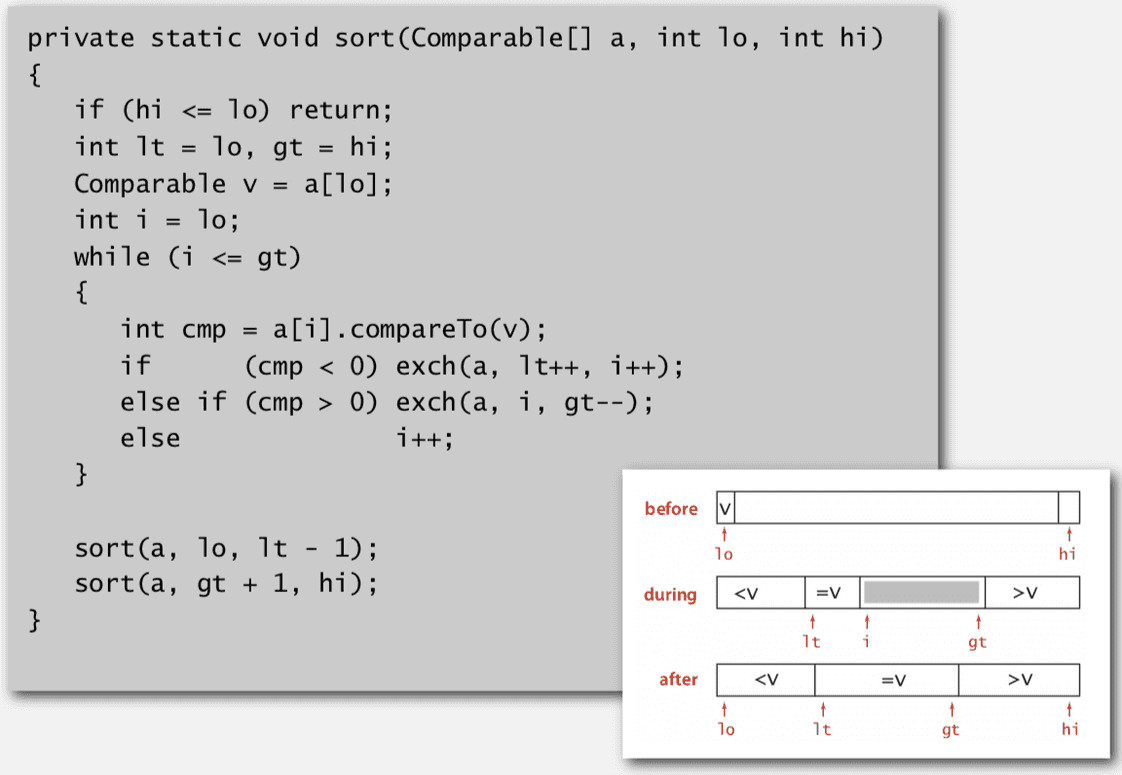 private static void sort(Comparable[] a, int lo, int hi)
{
   if (hi <= lo) return;
   int lt = lo, gt = hi;
   Comparable v = a[lo];
   int i = lo;
   while (i <= gt)
   {
      int cmp = a[i].compareTo(v);
      if      (cmp < 0) exch(a, lt++, i++);
      else if (cmp > 0) exch(a, i, gt--);
      else              i++;
   }

   sort(a, lo, lt - 1);
   sort(a, gt + 1, hi);
}
before v
lo hi
during <v =v >v
lt i gt
after <v =v >v
lo lt gt hi